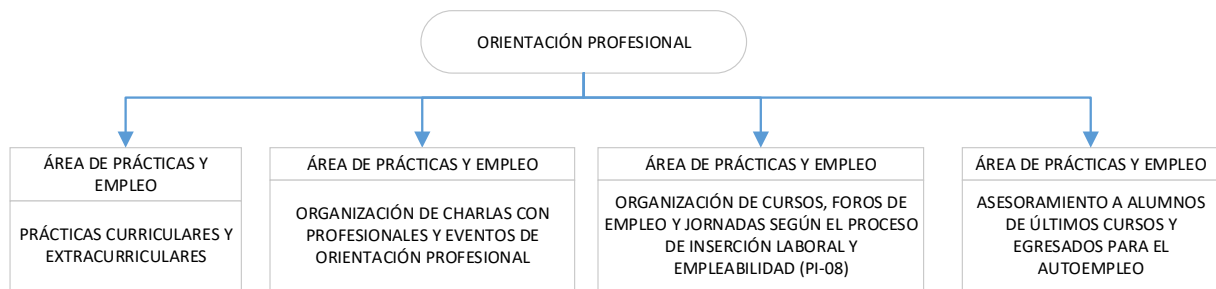 ORIENTACIÓN PROFESIONAL
ÁREA DE PRÁCTICAS Y
EMPLEO
PRÁCTICAS CURRICULARES Y
EXTRACURRICULARES
ÁREA DE PRÁCTICAS Y EMPLEO
ORGANIZACIÓN DE CHARLAS CON
PROFESIONALES Y EVENTOS DE
ORIENTACIÓN PROFESIONAL
ÁREA DE PRÁCTICAS Y EMPLEO
ORGANIZACIÓN DE CURSOS, FOROS DE
EMPLEO Y JORNADAS SEGÚN EL PROCESO
DE INSERCIÓN LABORAL Y
EMPLEABILIDAD (PI-08)
ÁREA DE PRÁCTICAS Y EMPLEO
ASESORAMIENTO A ALUMNOS
DE ÚLTIMOS CURSOS Y
EGRESADOS PARA EL
AUTOEMPLEO